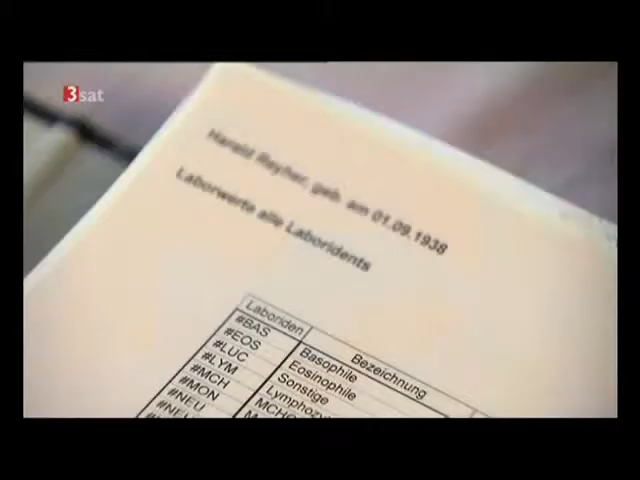 3sat
Harald Reyher, geb. am 01.09.1938
Laborwerte alle Laboridents
Laboriden Bezeichnung
#BAS Basophile
#EOS Eosinophile
#LUC Sonstige
#LYM
#MCH
#MON
#NEU